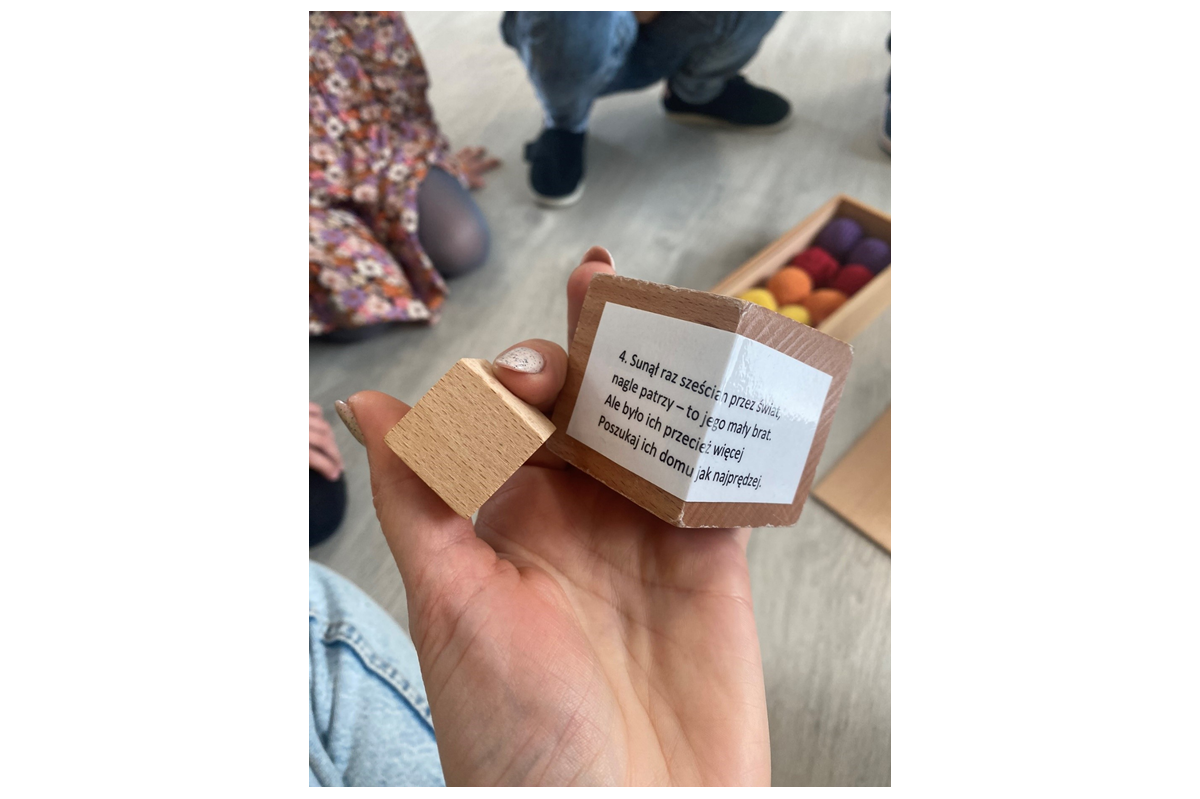 4. Sunął raz sześcian przez świat,
nagle patrzy – to jego mały brat.
Ale było ich przecież więcej
Poszukaj ich domu jak najprędzej.